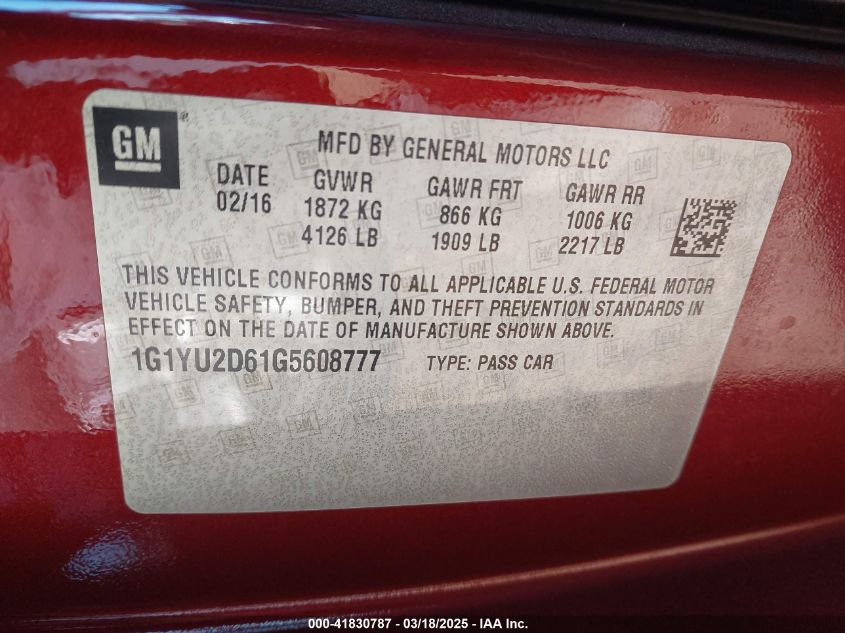 GM ®
MFD BY GENERAL MOTORS LLC
DATE GVWR GAWR FRT GAWR RR
02/16 1872 KG 866 KG 1006 KG
4126 LB 1909 LB 2217 LB
THIS VEHICLE CONFORMS TO ALL APPLICABLE U.S. FEDERAL MOTOR
VEHICLE SAFETY, BUMPER, AND THEFT PREVENTION STANDARDS IN
EFFECT ON THE DATE OF MANUFACTURE SHOWN ABOVE.
1G1YU2D61G5608777 TYPE: PASS CAR
000-41830787 - 03/18/2025 - IAA Inc.